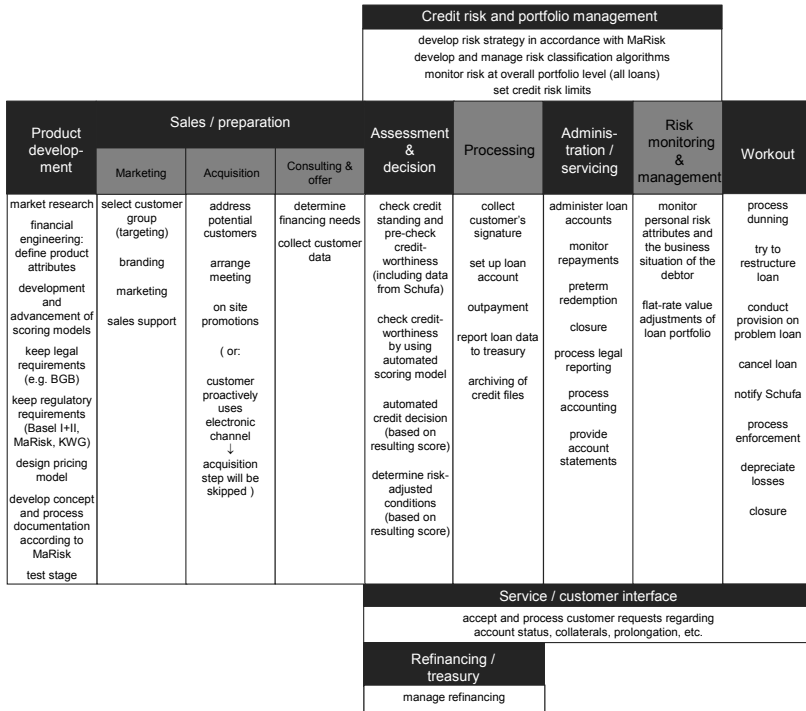 Credit risk and portfolio management
develop risk strategy in accordance with MaRisk
develop and manage risk classification algorithms
monitor risk at overall portfolio level (all loans)
set credit risk limits
Product
develop-
ment
Sales / preparation
Marketing
Acquisition
Consulting &
offer
Assessment
&
decision
Processing
Adminis-
tration /
servicing
Risk
monitoring
&
management
Workout
market research
financial
engineering:
define product
attributes
development
and
advancement of
scoring models
keep legal
requirements
(e.g. BGB)
keep regulatory
requirements
(Basel I+II,
MaRisk, KWG)
design pricing
model
develop concept
and process
documentation
according to
MaRisk
test stage
select customer
group
(targeting)
branding
marketing
sales support
address
potential
customers
arrange
meeting
on site
promotions
( or:
customer
proactively
uses
electronic
channel
↓
acquisition
step will be
skipped )
determine
financing needs
collect customer
data
check credit
standing and
pre-check
credit-
worthiness
(including data
from Schufa)
check credit-
worthiness
by using
automated
scoring model
automated
credit decision
(based on
resulting score)
determine risk-
adjusted
conditions
(based on
resulting score)
collect
customer's
signature
set up loan
account
outpayment
report loan data
to treasury
archiving of
credit files
administer loan
accounts
monitor
repayments
preterm
redemption
closure
process legal
reporting
process
accounting
provide
account
statements
monitor
personal risk
attributes and
the business
situation of the
debtor
flat-rate value
adjustments of
loan portfolio
process
dunning
try to
restructure
loan
conduct
provision on
problem loan
cancel loan
notify Schufa
process
enforcement
depreciate
losses
closure
Service / customer interface
accept and process customer requests regarding
account status, collaterals, prolongation, etc.
Refinancing /
treasury
manage refinancing